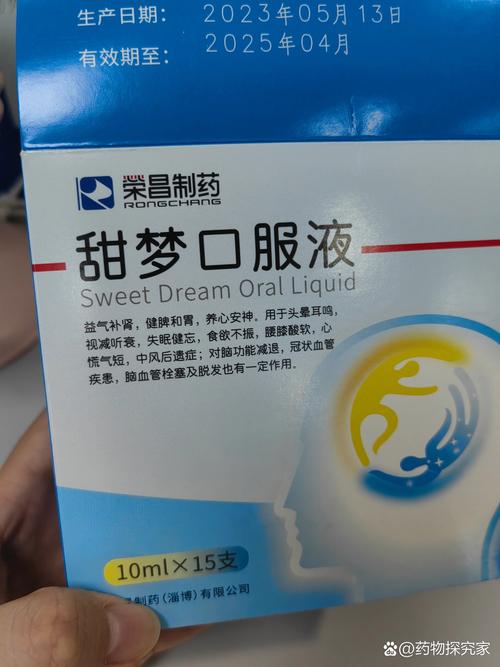 生产日期： 2023年05月13日
有效期至： 2025年04月
荣昌制药
RONGCHANG
甜梦口服液
Sweet Dream Oral Liquid
益气补肾，健脾和胃，养心安神。用于头晕耳鸣，
视减听衰，失眠健忘，食欲不振，腰膝酸软，心
慌气短，中风后遗症；对脑功能减退，冠状血管
疾患，脑血管栓塞及脱发也有一定作用。
10ml×15支
昌制药（淄博）有限公司
药物探究家